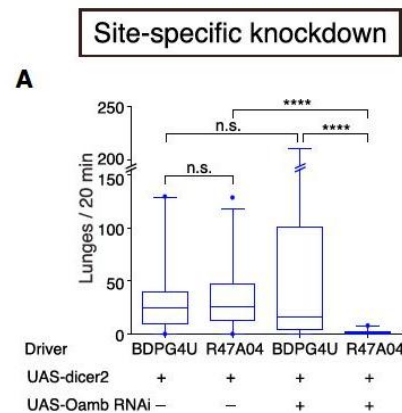 Site-specific knockdown
A
Lunges / 20 min
250
200
150
100
50
0
****
n.s. ****
n.s.
Driver BDPG4U R47A04 BDPG4U R47A04
UAS-dicer2 + + + +
UAS-Oamb RNAi − − + +